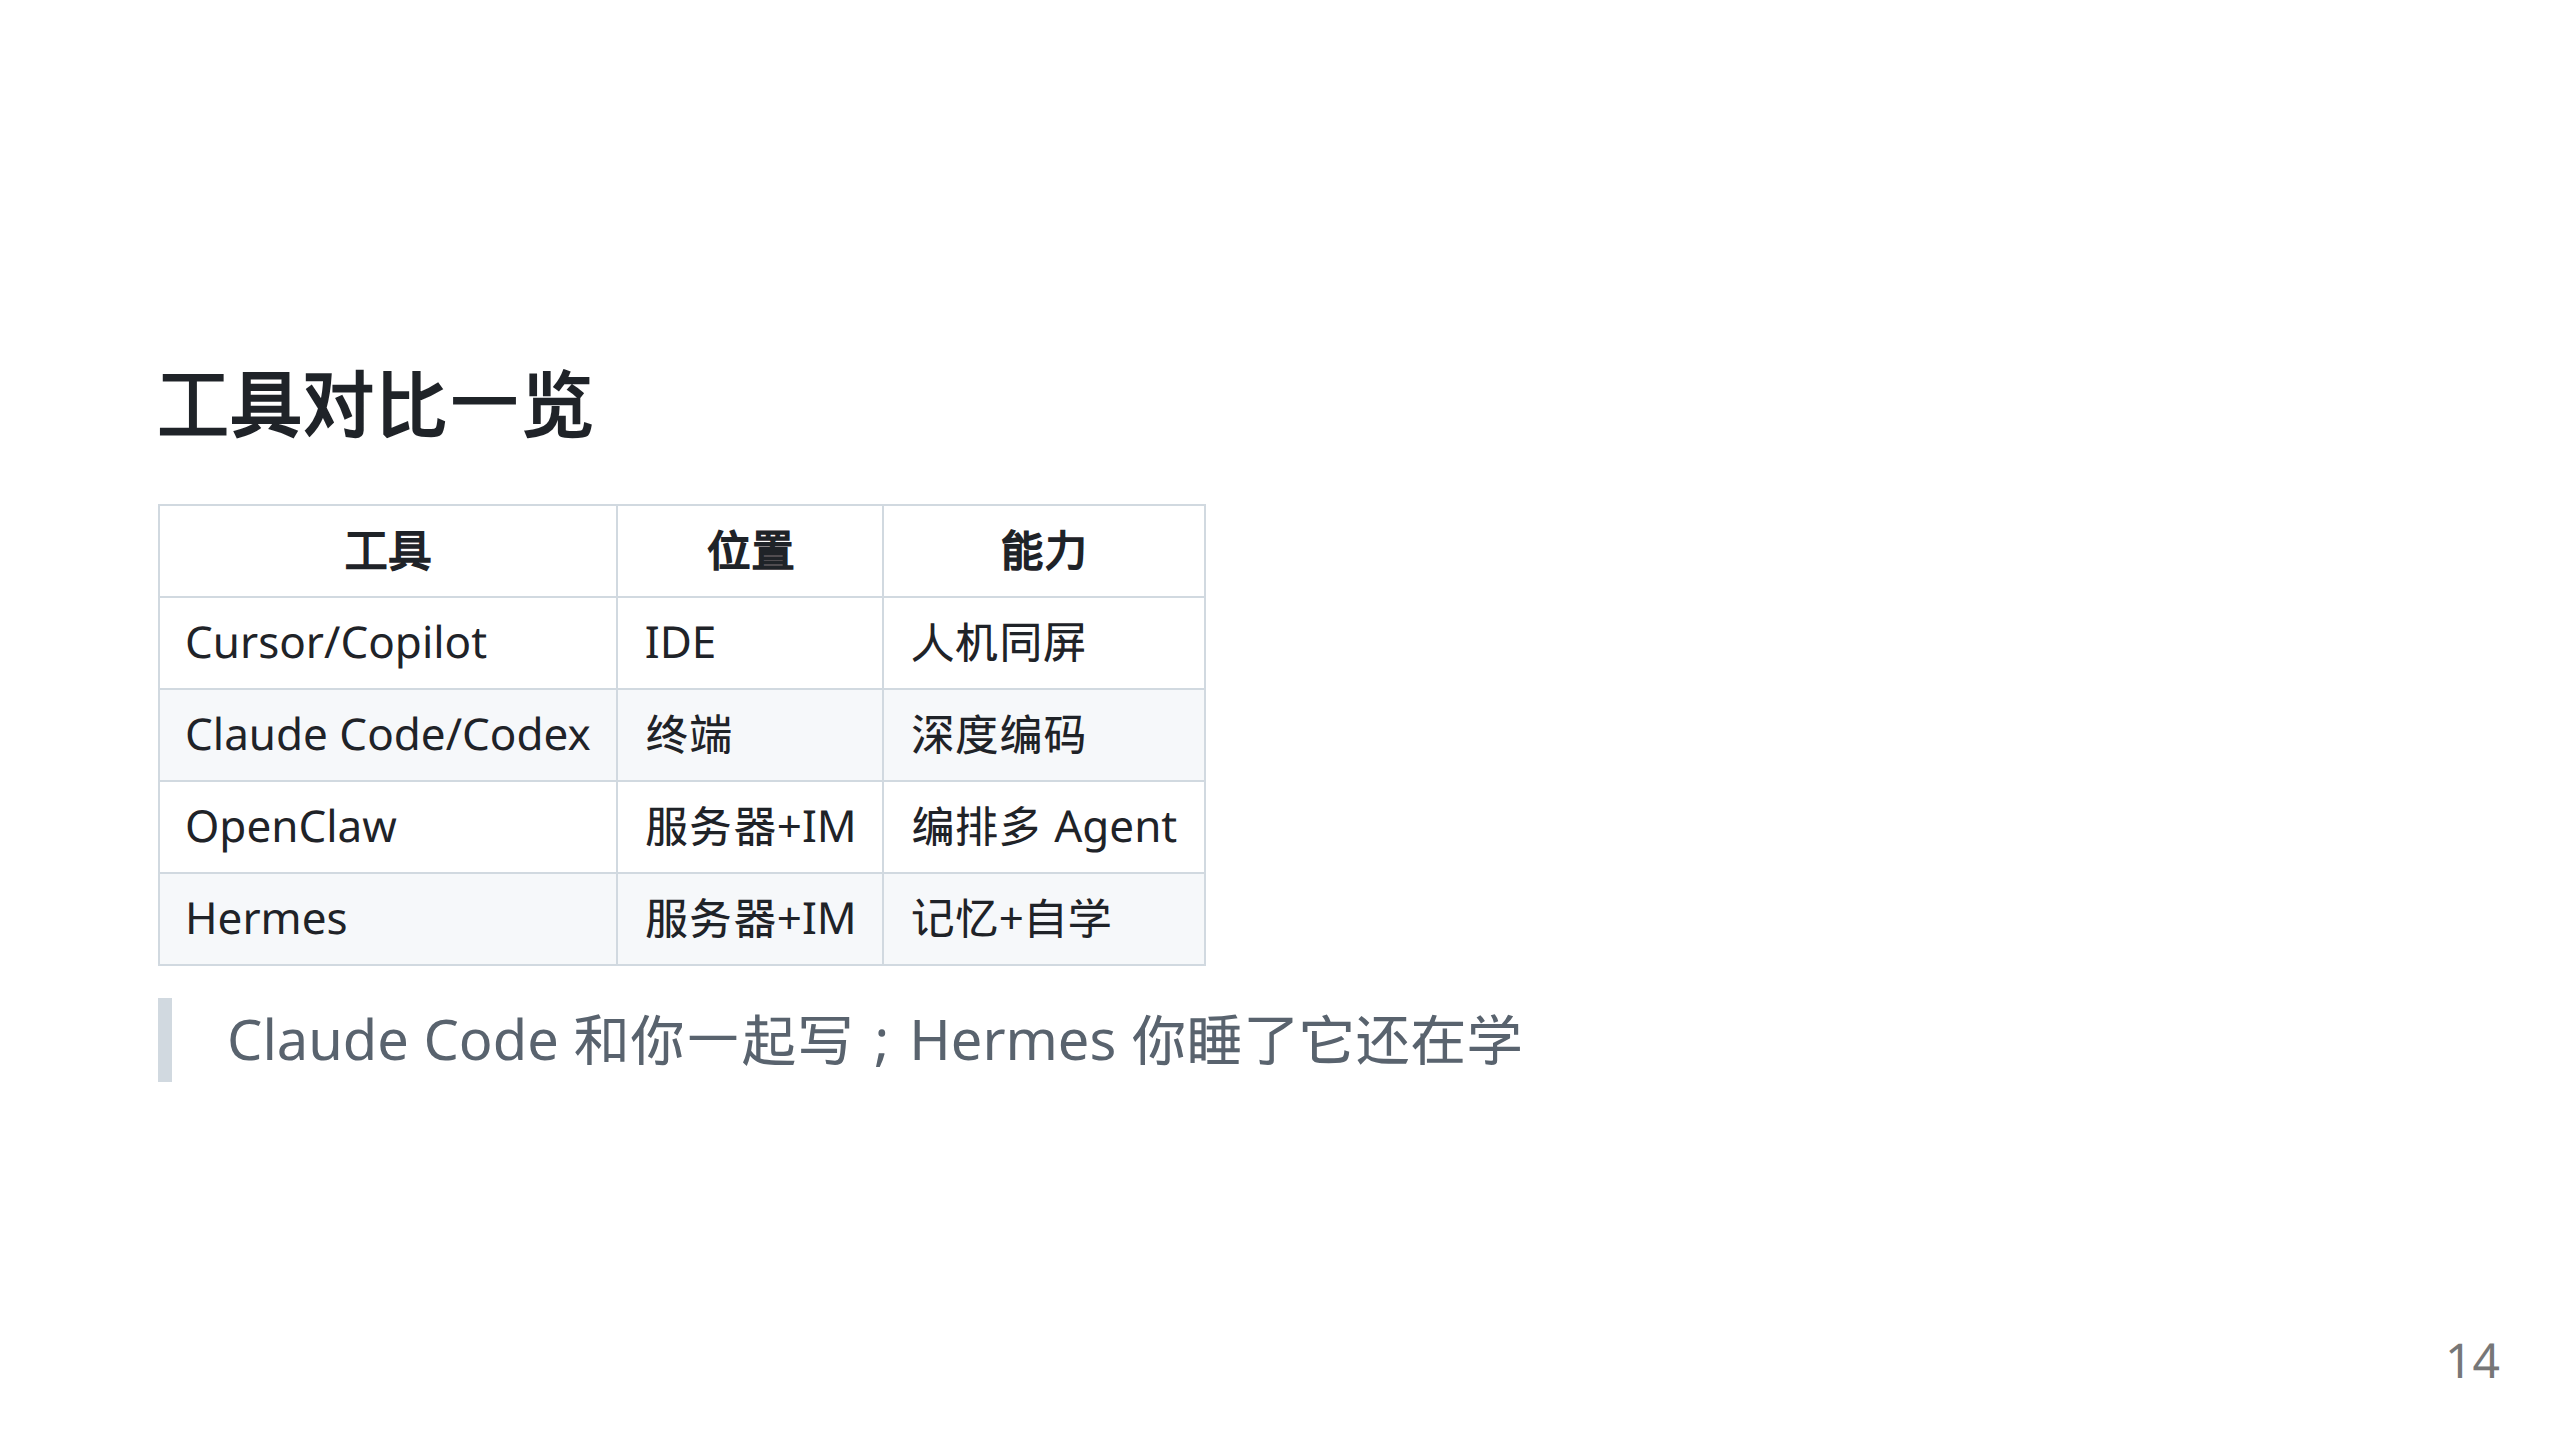 工具对比一览
工具 位置 能力
Cursor/Copilot IDE 人机同屏
Claude Code/Codex 终端 深度编码
OpenClaw 服务器+IM 编排多 Agent
Hermes 服务器+IM 记忆+自学
Claude Code 和你一起写；Hermes 你睡了它还在学
14